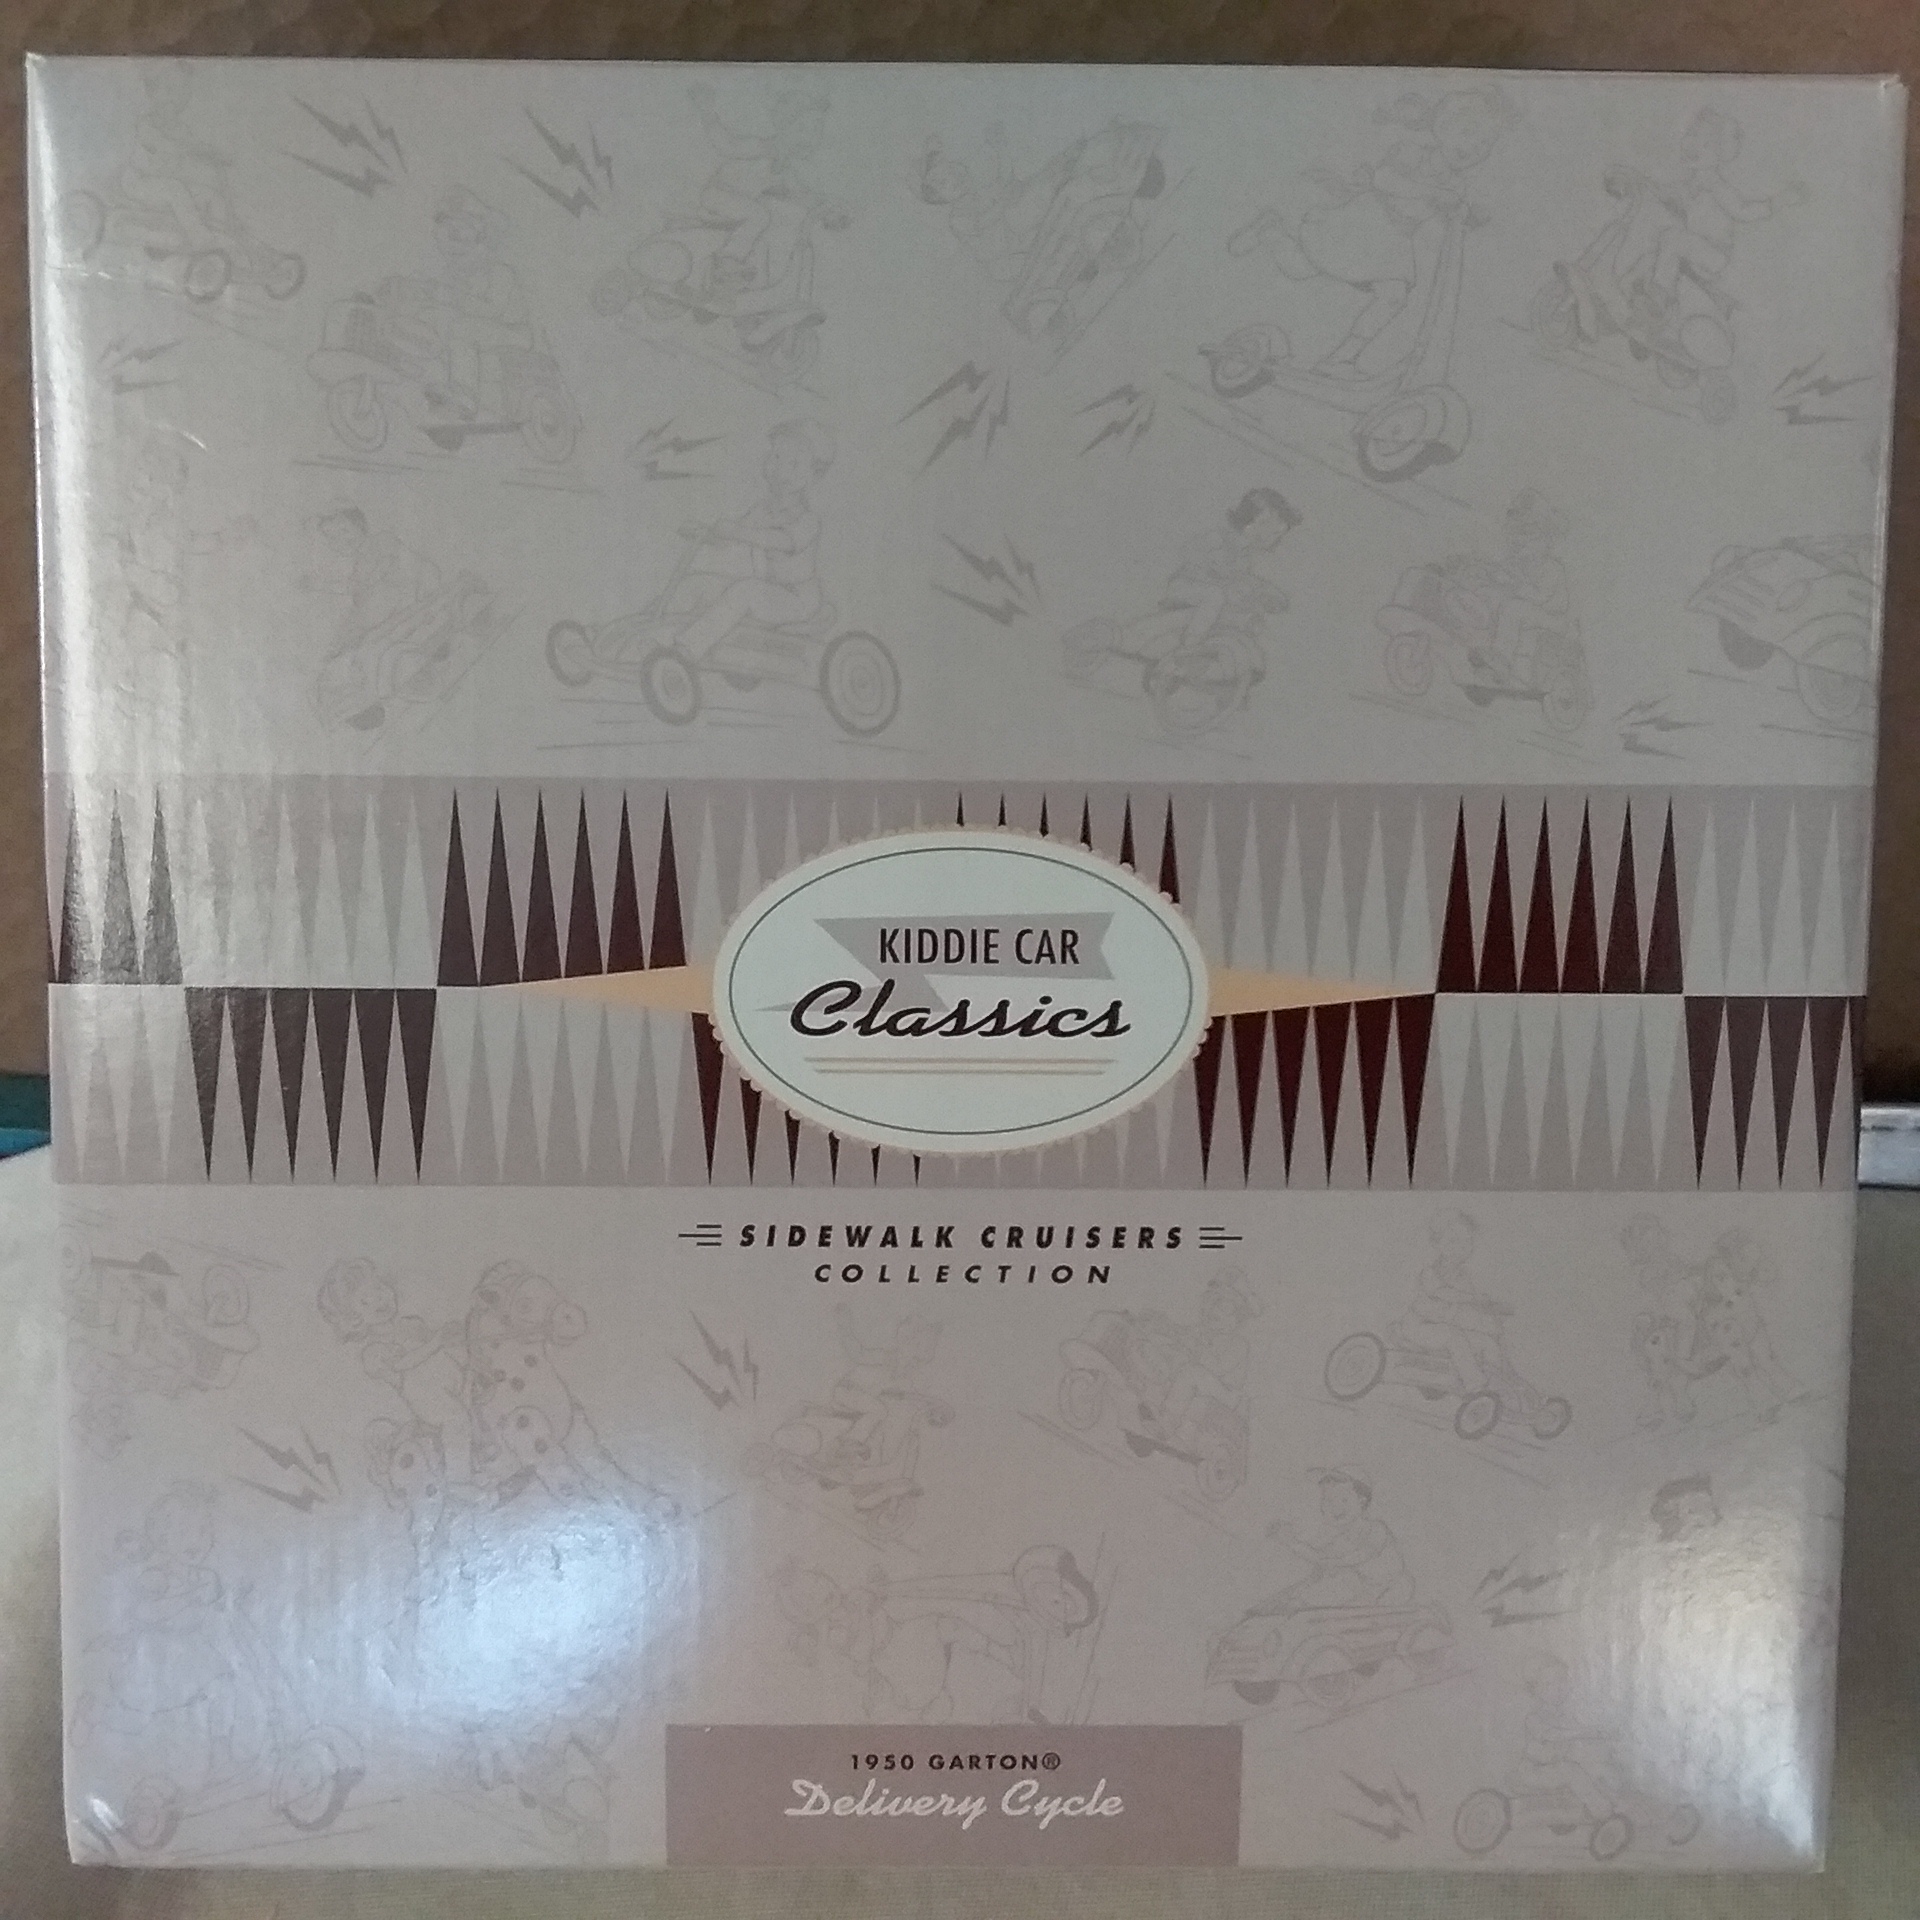 KIDDIE CAR
Classics
SIDEWALK CRUISERS
COLLECTION
1950 GARTON®
Delivery Cycle